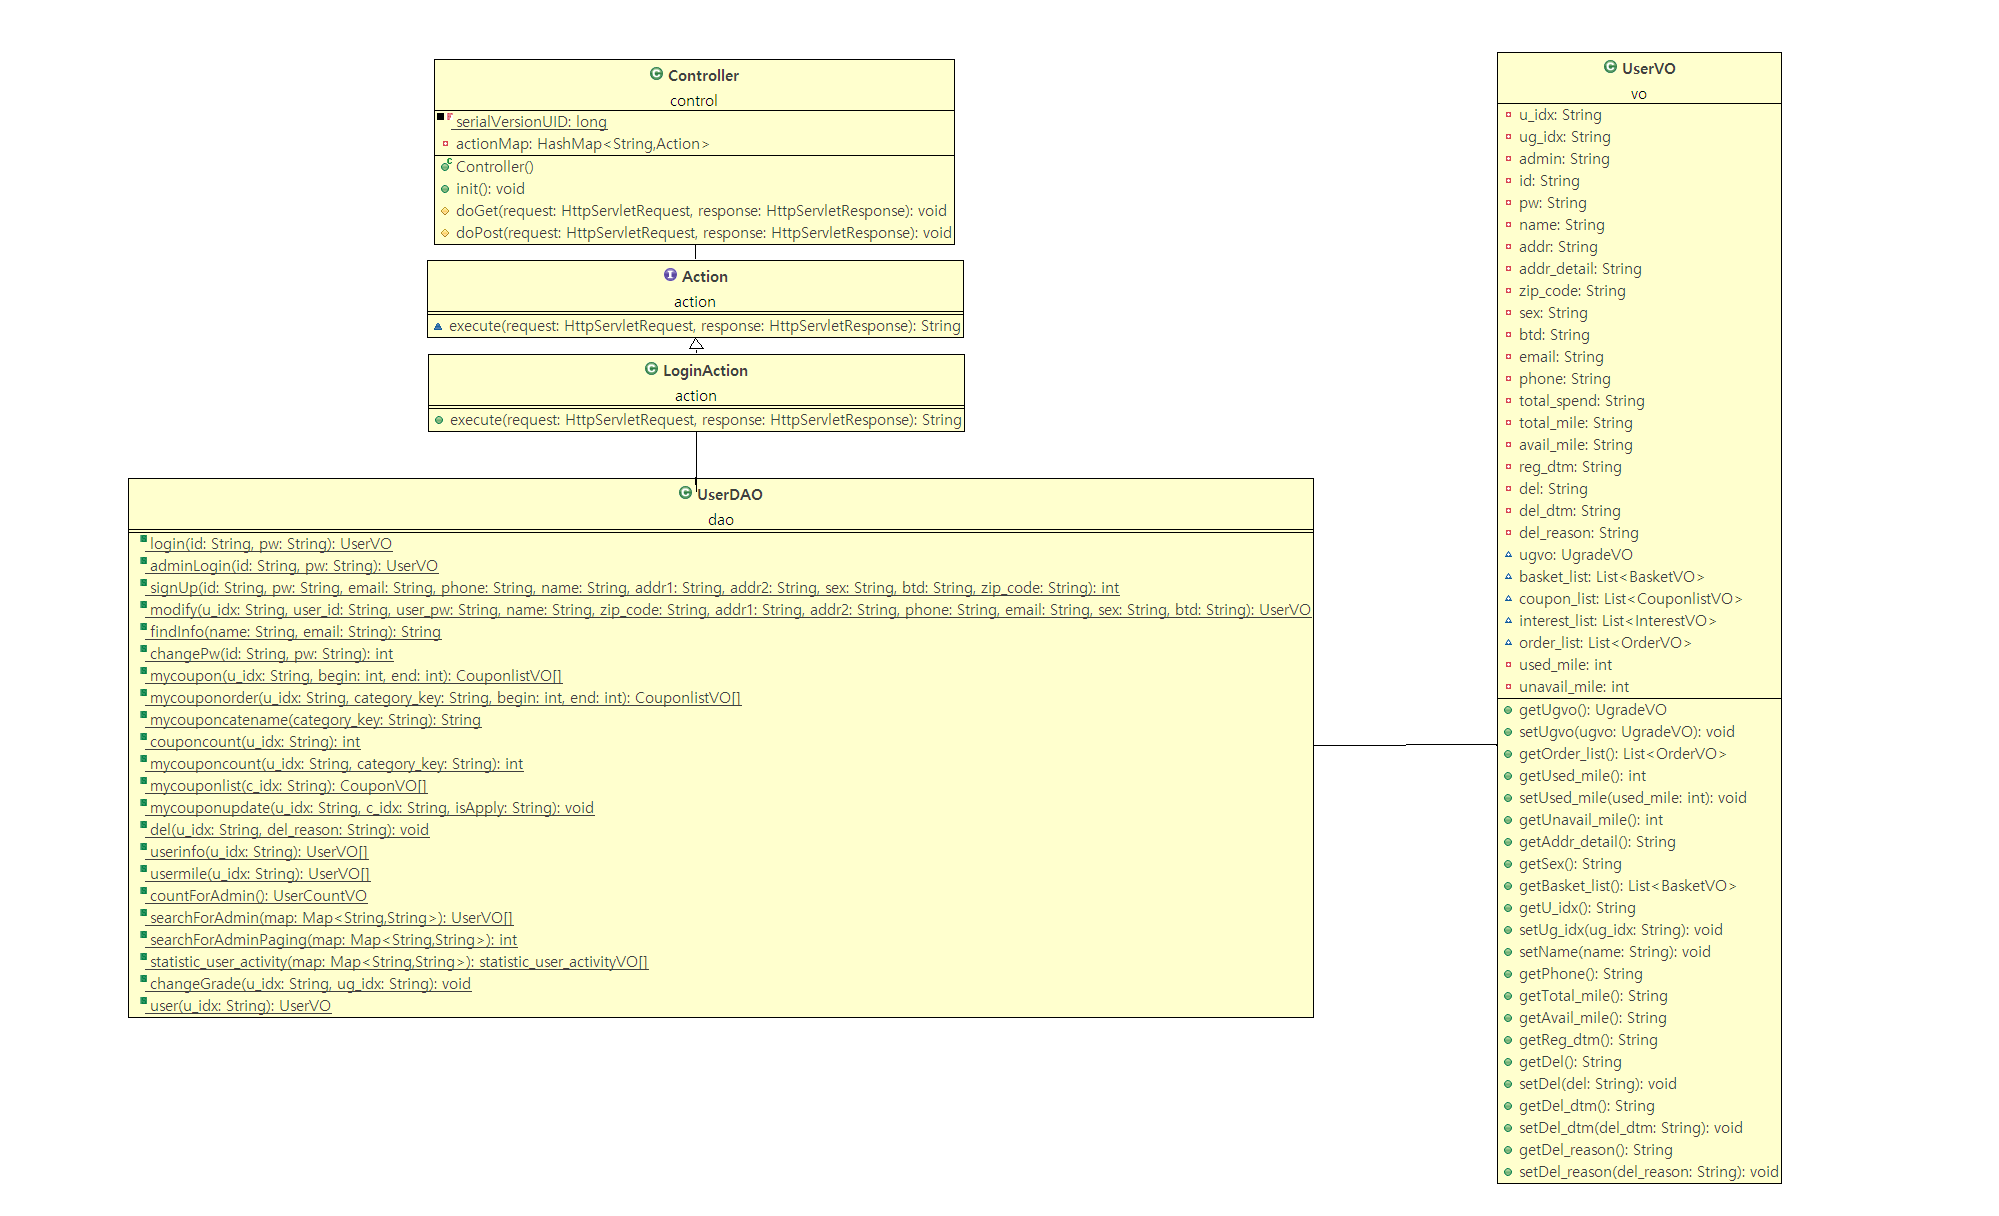 Controller
control
serialVersionUID: long
actionMap: HashMap<String,Action>
Controller()
init(): void
doGet(request: HttpServletRequest, response: HttpServletResponse): void
doPost(request: HttpServletRequest, response: HttpServletResponse): void
Action
action
execute(request: HttpServletRequest, response: HttpServletResponse): String
LoginAction
action
execute(request: HttpServletRequest, response: HttpServletResponse): String
UserDAO
dao
login(id: String, pw: String): UserVO
adminLogin(id: String, pw: String): UserVO
signUp(id: String, pw: String, email: String, phone: String, name: String, addr1: String, addr2: String, sex: String, btd: String, zip_code: String): int
modify(u_idx: String, user_id: String, user_pw: String, name: String, zip_code: String, addr1: String, addr2: String, phone: String, email: String, sex: String, btd: String): UserVO
findInfo(name: String, email: String): String
changePw(id: String, pw: String): int
mycoupon(u_idx: String, begin: int, end: int): CouponlistVO[]
mycouponorder(u_idx: String, category_key: String, begin: int, end: int): CouponlistVO[]
mycouponcatename(category_key: String): String
couponcount(u_idx: String): int
mycouponcount(u_idx: String, category_key: String): int
mycouponlist(c_idx: String): CouponVO[]
mycouponupdate(u_idx: String, c_idx: String, isApply: String): void
del(u_idx: String, del_reason: String): void
userinfo(u_idx: String): UserVO[]
usermile(u_idx: String): UserVO[]
countForAdmin(): UserCountVO
searchForAdmin(map: Map<String,String>): UserVO[]
searchForAdminPaging(map: Map<String,String>): int
statistic_user_activity(map: Map<String,String>): statistic_user_activityVO[]
changeGrade(u_idx: String, ug_idx: String): void
user(u_idx: String): UserVO
UserVO
vo
u_idx: String
ug_idx: String
admin: String
id: String
pw: String
name: String
addr: String
addr_detail: String
zip_code: String
sex: String
btd: String
email: String
phone: String
total_spend: String
total_mile: String
avail_mile: String
reg_dtm: String
del: String
del_dtm: String
del_reason: String
ugvo: UgradeVO
basket_list: List<BasketVO>
coupon_list: List<CouponlistVO>
interest_list: List<InterestVO>
order_list: List<OrderVO>
used_mile: int
unavail_mile: int
getUgvo(): UgradeVO
setUgvo(ugvo: UgradeVO): void
getOrder_list(): List<OrderVO>
getUsed_mile(): int
setUsed_mile(used_mile: int): void
getUnavail_mile(): int
getAddr_detail(): String
getSex(): String
getBasket_list(): List<BasketVO>
getU_idx(): String
setUg_idx(ug_idx: String): void
setName(name: String): void
getPhone(): String
getTotal_mile(): String
getAvail_mile(): String
getReg_dtm(): String
getDel(): String
setDel(del: String): void
getDel_dtm(): String
setDel_dtm(del_dtm: String): void
getDel_reason(): String
setDel_reason(del_reason: String): void